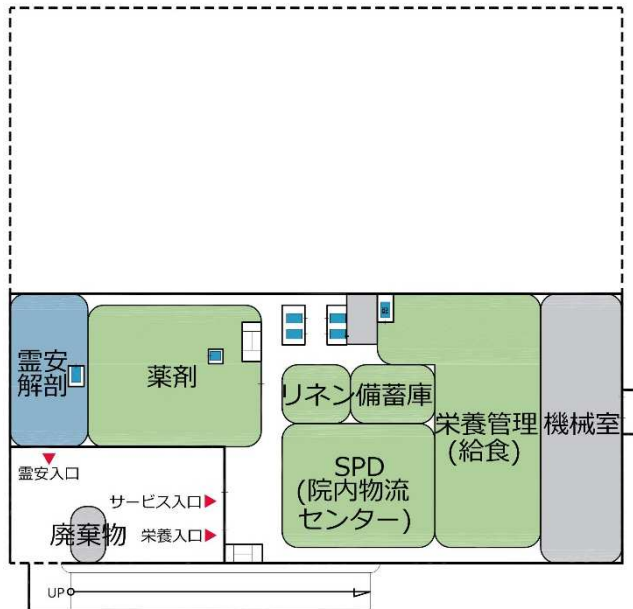 霊安
解剖
薬剤
リネン
備蓄庫
栄養管理
(給食)
機械室
SPD
(院内物流
センター)
霊安入口
サービス入口
廃棄物
栄養入口
UP